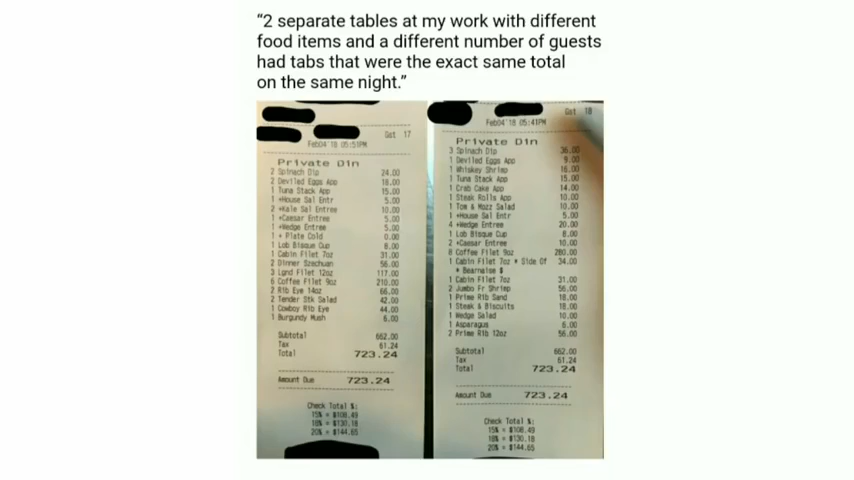 “2 separate tables at my work with different
food items and a different number of guests
had tabs that were the exact same total
on the same night.”
Gst 17
Feb04'18 05:51PM
Private Din
2 Spinach Dip 24.00
2 Deviled Eggs App 18.00
1 Tuna Stack App 15.00
1 *House Sal Entr 5.00
2 *Kale Sal Entree 10.00
1 *Caesar Entree 5.00
1 *Wedge Entree 5.00
1 * Plate Cold 0.00
1 Lob Bisque Cup 8.00
1 Cabin Filet 7oz 31.00
2 Dinner Szechuan 56.00
3 Land Filet 12oz 117.00
6 Coffee Filet 9oz 210.00
2 Rib Eye 14oz 66.00
2 Tender Stk Salad 42.00
1 Cowboy Rib Eye 44.00
1 Burgundy Mush 6.00
Subtotal 662.00
Tax 61.24
Total 723.24
Amount Due 723.24
Check Total %:
15% = $108.49
18% = $130.18
20% = $144.65
Gst 18
Feb04'18 05:41PM
Private Din
3 Spinach Dip 36.00
1 Deviled Eggs App 9.00
1 Whiskey Shrimp 16.00
1 Tuna Stack App 15.00
1 Crab Cake App 14.00
1 Steak Rolls App 10.00
1 Tom & Mozz Salad 10.00
1 *House Sal Entr 5.00
4 *Wedge Entree 20.00
1 Lob Bisque Cup 8.00
2 *Caesar Entree 10.00
8 Coffee Filet 9oz 280.00
1 Cabin Filet 7oz * Side Of 34.00
* Bearnaise $
1 Cabin Filet 7oz 31.00
2 Jumbo Fr Shrimp 56.00
1 Prime Rib Sand 18.00
1 Steak & Biscuits 18.00
1 Wedge Salad 10.00
1 Asparagus 6.00
2 Prime Rib 12oz 56.00
Subtotal 662.00
Tax 61.24
Total 723.24
Amount Due 723.24
Check Total %:
15% = $108.49
18% = $130.18
20% = $144.65